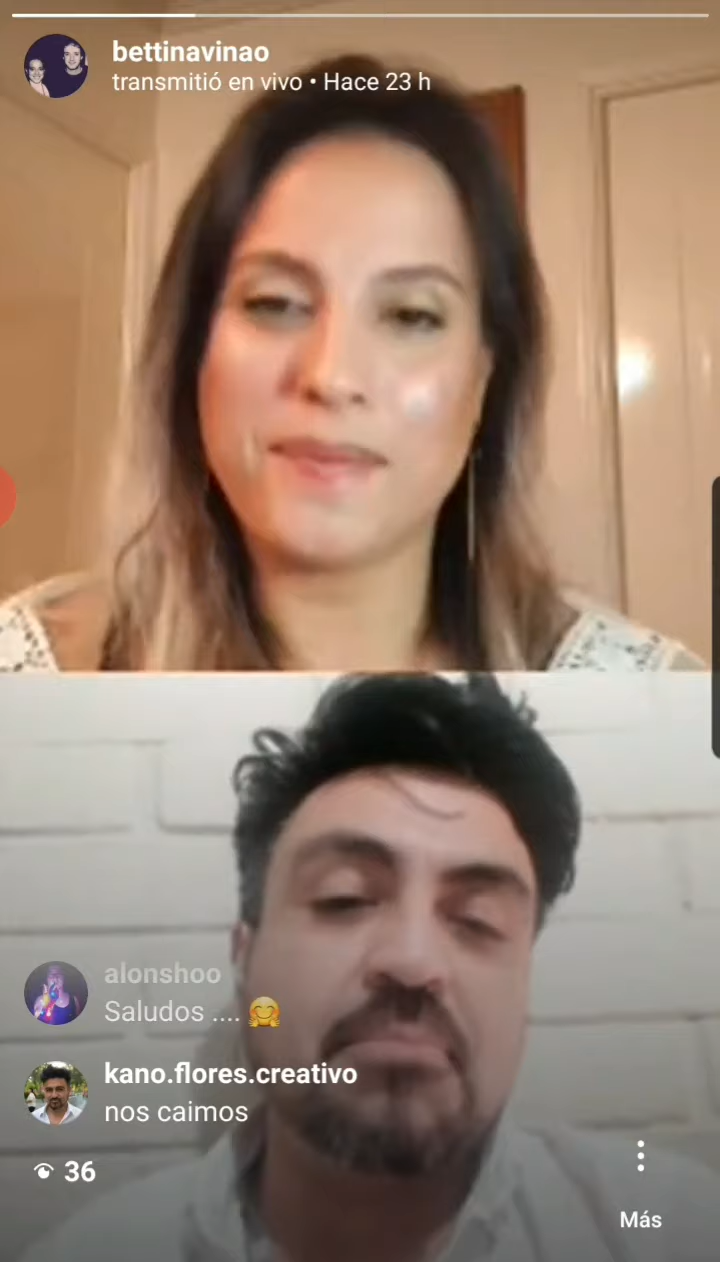 bettinavinao
transmitió en vivo • Hace 23 h
alonshoo
Saludos .... 🤗
kano.flores.creativo
nos caimos
36
Más